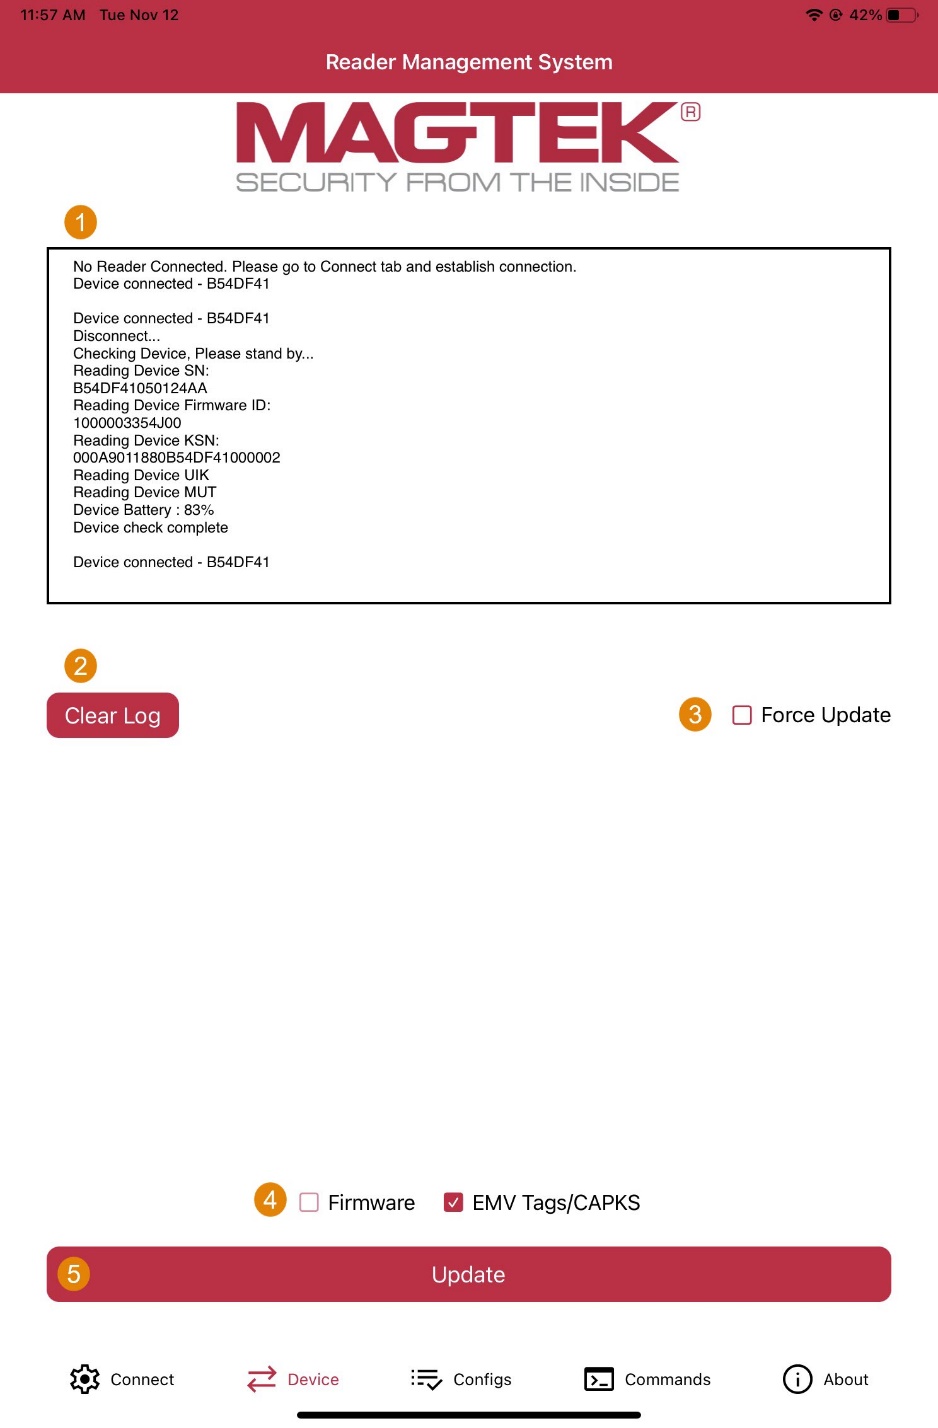 11:57 AM Tue Nov 12
42%
Reader Management System
MAGTEK®
SECURITY FROM THE INSIDE
1
No Reader Connected. Please go to Connect tab and establish connection.
Device connected - B54DF41
Device connected - B54DF41
Disconnect...
Checking Device, Please stand by...
Reading Device SN:
B54DF41050124AA
Reading Device Firmware ID:
1000003354J00
Reading Device KSN:
000A9011880B54DF41000002
Reading Device UIK
Reading Device MUT
Device Battery : 83%
Device check complete
Device connected - B54DF41
2
Clear Log
3 Force Update
4 Firmware EMV Tags/CAPKS
5 Update
Connect Device Configs Commands About